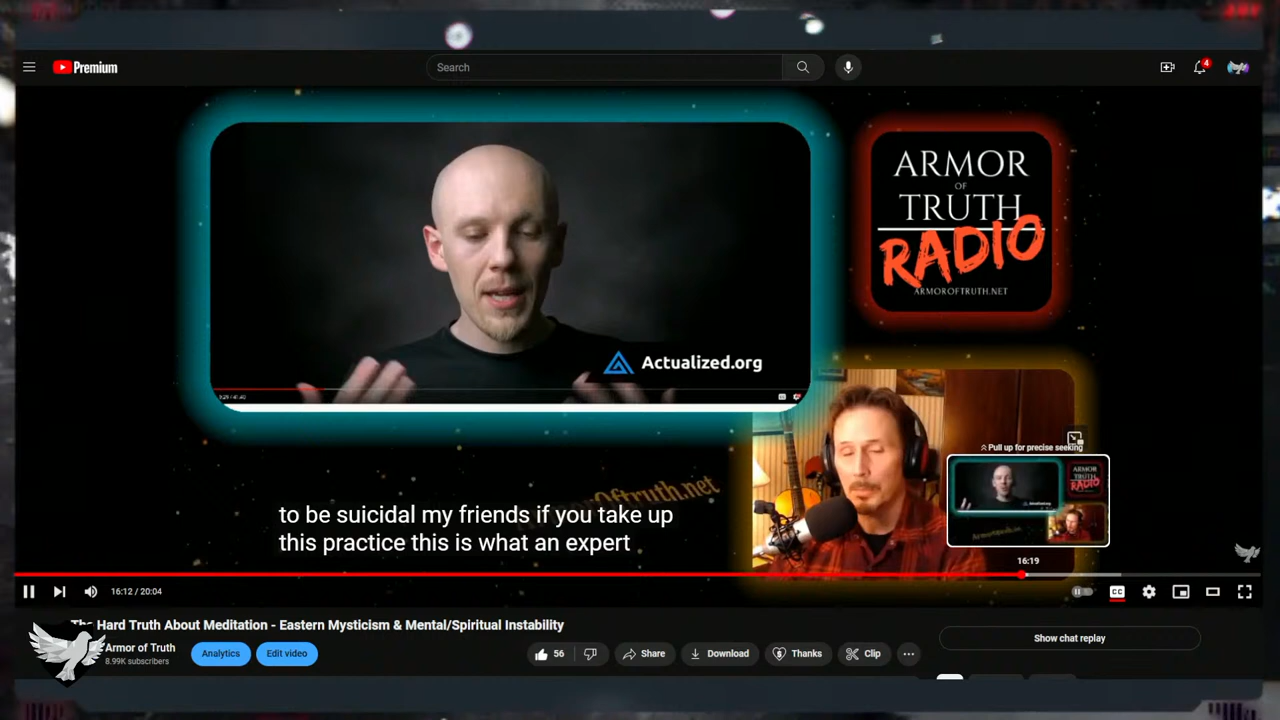 Premium
Search
4
ARMOR
OF
TRUTH
RADIO
ARMOROFTRUTH.NET
Actualized.org
Pull up for precise seeking
ARMOR
TRUTH
RADIO
to be suicidal my friends if you take up
this practice this is what an expert
16:19
16:12 / 20:04
CC
The Hard Truth About Meditation - Eastern Mysticism & Mental/Spiritual Instability
Armor of Truth
8.99K subscribers
Analytics
Edit video
56
Share
Download
Thanks
Clip
Show chat replay